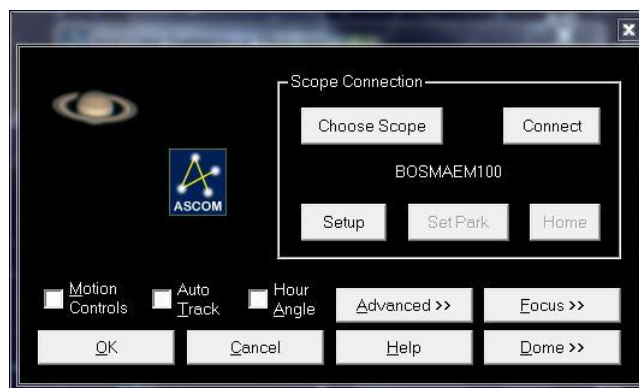 Scope Connection
Choose Scope
Connect
BOSMAEM100
ASCOM
Setup
Set Park
Home
Motion Controls
Auto Track
Hour Angle
Advanced >>
Focus >>
OK
Cancel
Help
Dome >>